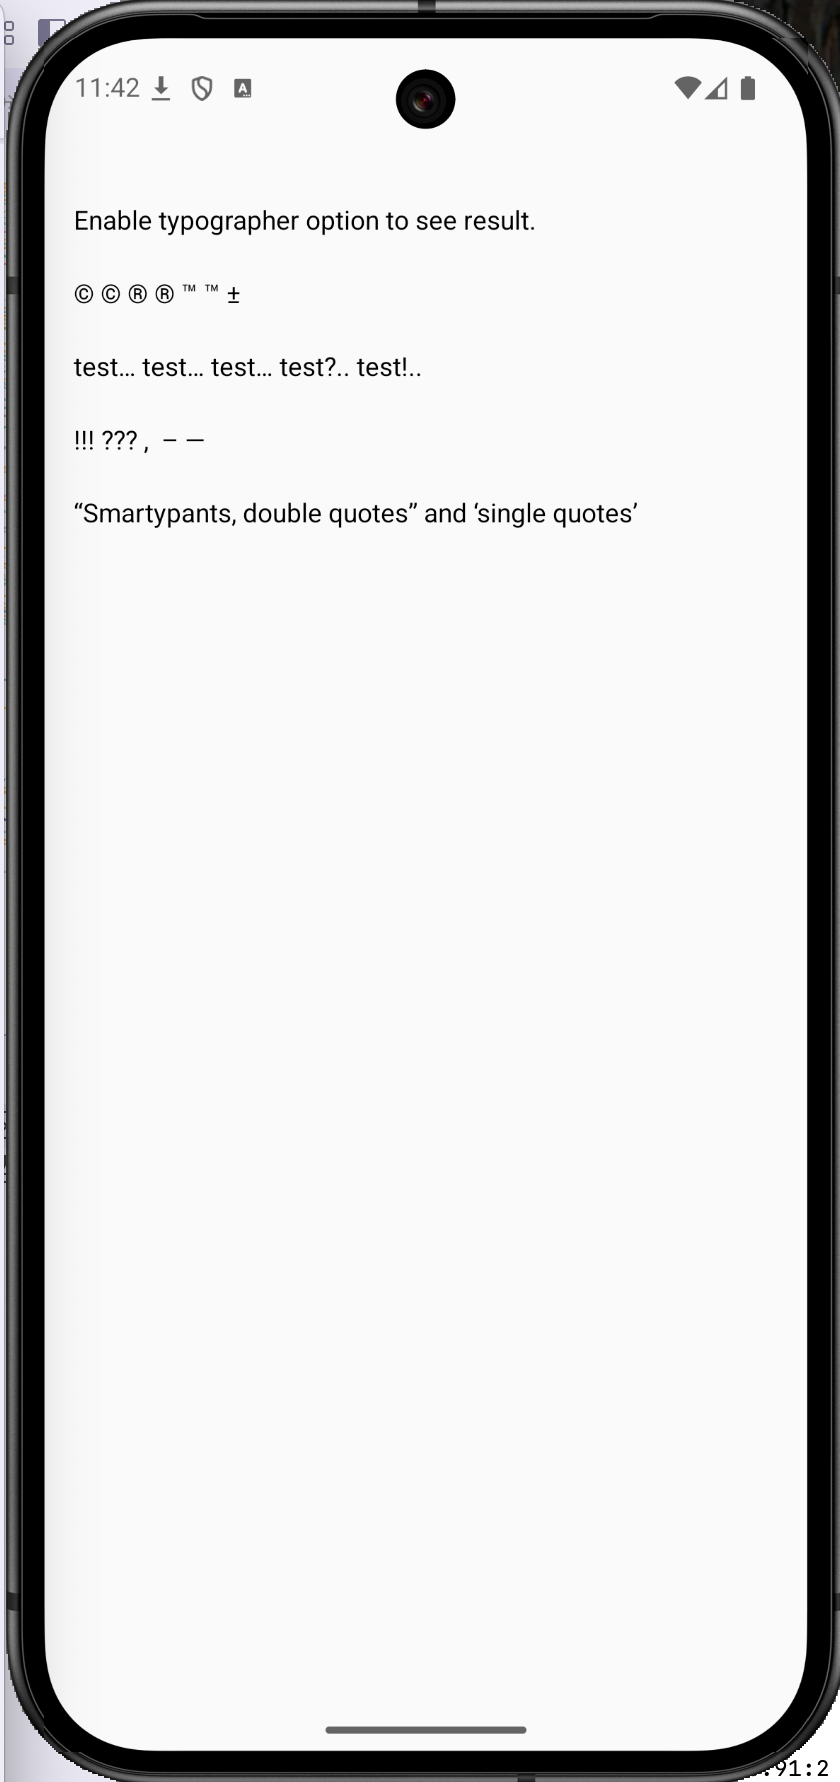 11:42
Enable typographer option to see result.
© © ® ® ™ ™ ±
test… test… test… test?.. test!..
!!! ??? , – —
“Smartypants, double quotes” and ‘single quotes’
:91:2